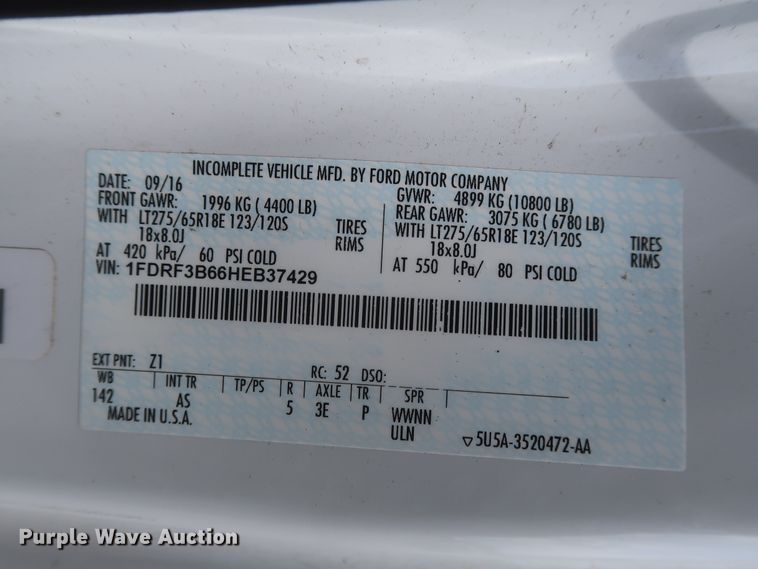 INCOMPLETE VEHICLE MFD. BY FORD MOTOR COMPANY
DATE: 09/16 GVWR: 4899 KG (10800 LB)
FRONT GAWR: 1996 KG ( 4400 LB) REAR GAWR: 3075 KG ( 6780 LB)
WITH LT275/65R18E 123/120S TIRES WITH LT275/65R18E 123/120S TIRES
18x8.0J RIMS 18x8.0J RIMS
AT 420 kPa/ 60 PSI COLD AT 550 kPa/ 80 PSI COLD
VIN: 1FDRF3B66HEB37429
EXT PNT: Z1 RC: 52 DSO:
WB INT TR TP/PS R AXLE TR SPR
142 AS 5 3E P WWNN
MADE IN U.S.A. ULN 5U5A-3520472-AA
Purple Wave Auction